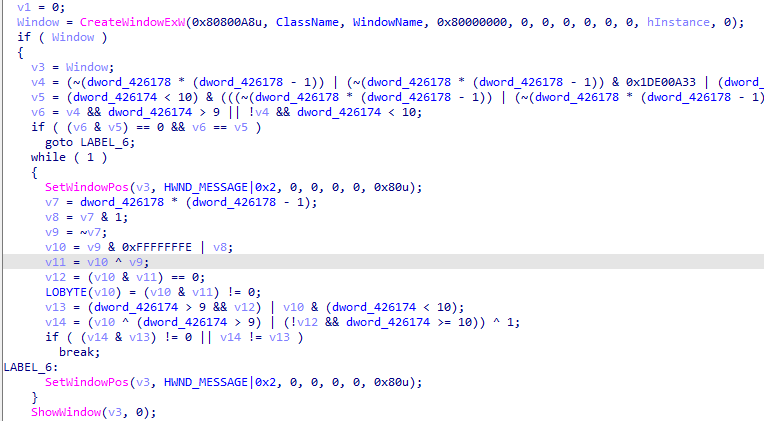 v1 = 0;
Window = CreateWindowExW(0x80800A8u, ClassName, WindowName, 0x80000000, 0, 0, 0, 0, 0, 0, hInstance, 0);
if ( Window )
{
v3 = Window;
v4 = (~(dword_426178 * (dword_426178 - 1)) | (~(dword_426178 * (dword_426178 - 1)) & 0x1DE00A33 | (dword_
v5 = (dword_426174 < 10) & (((~(dword_426178 * (dword_426178 - 1)) | (~(dword_426178 * (dword_426178 - 1)
v6 = v4 && dword_426174 > 9 || !v4 && dword_426174 < 10;
if ( (v6 & v5) == 0 && v6 == v5 )
goto LABEL_6;
while ( 1 )
{
SetWindowPos(v3, HWND_MESSAGE|0x2, 0, 0, 0, 0, 0x80u);
v7 = dword_426178 * (dword_426178 - 1);
v8 = v7 & 1;
v9 = ~v7;
v10 = v9 & 0xFFFFFFFE | v8;
v11 = v10 ^ v9;
v12 = (v10 & v11) == 0;
LOBYTE(v10) = (v10 & v11) != 0;
v13 = (dword_426174 > 9 && v12) | v10 & (dword_426174 < 10);
v14 = (v10 ^ (dword_426174 > 9) | (!v12 && dword_426174 >= 10)) ^ 1;
if ( (v14 & v13) != 0 || v14 != v13 )
break;
LABEL_6:
SetWindowPos(v3, HWND_MESSAGE|0x2, 0, 0, 0, 0, 0x80u);
}
ShowWindow(v3, 0);